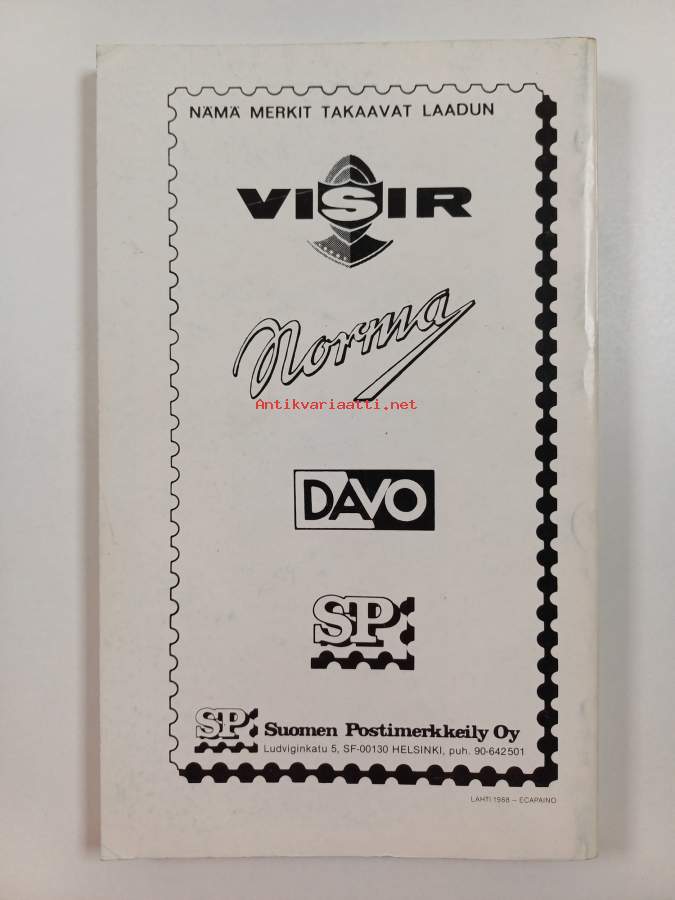 NÄMÄ MERKIT TAKAAVAT LAADUN
VISIR
Norma
Antikvariaatti.net
DAVO
SP
SP Suomen Postimerkkeily Oy
Ludviginkatu 5, SF-00130 HELSINKI, puh. 90-642501
LAHTI 1988 – ECAPAINO